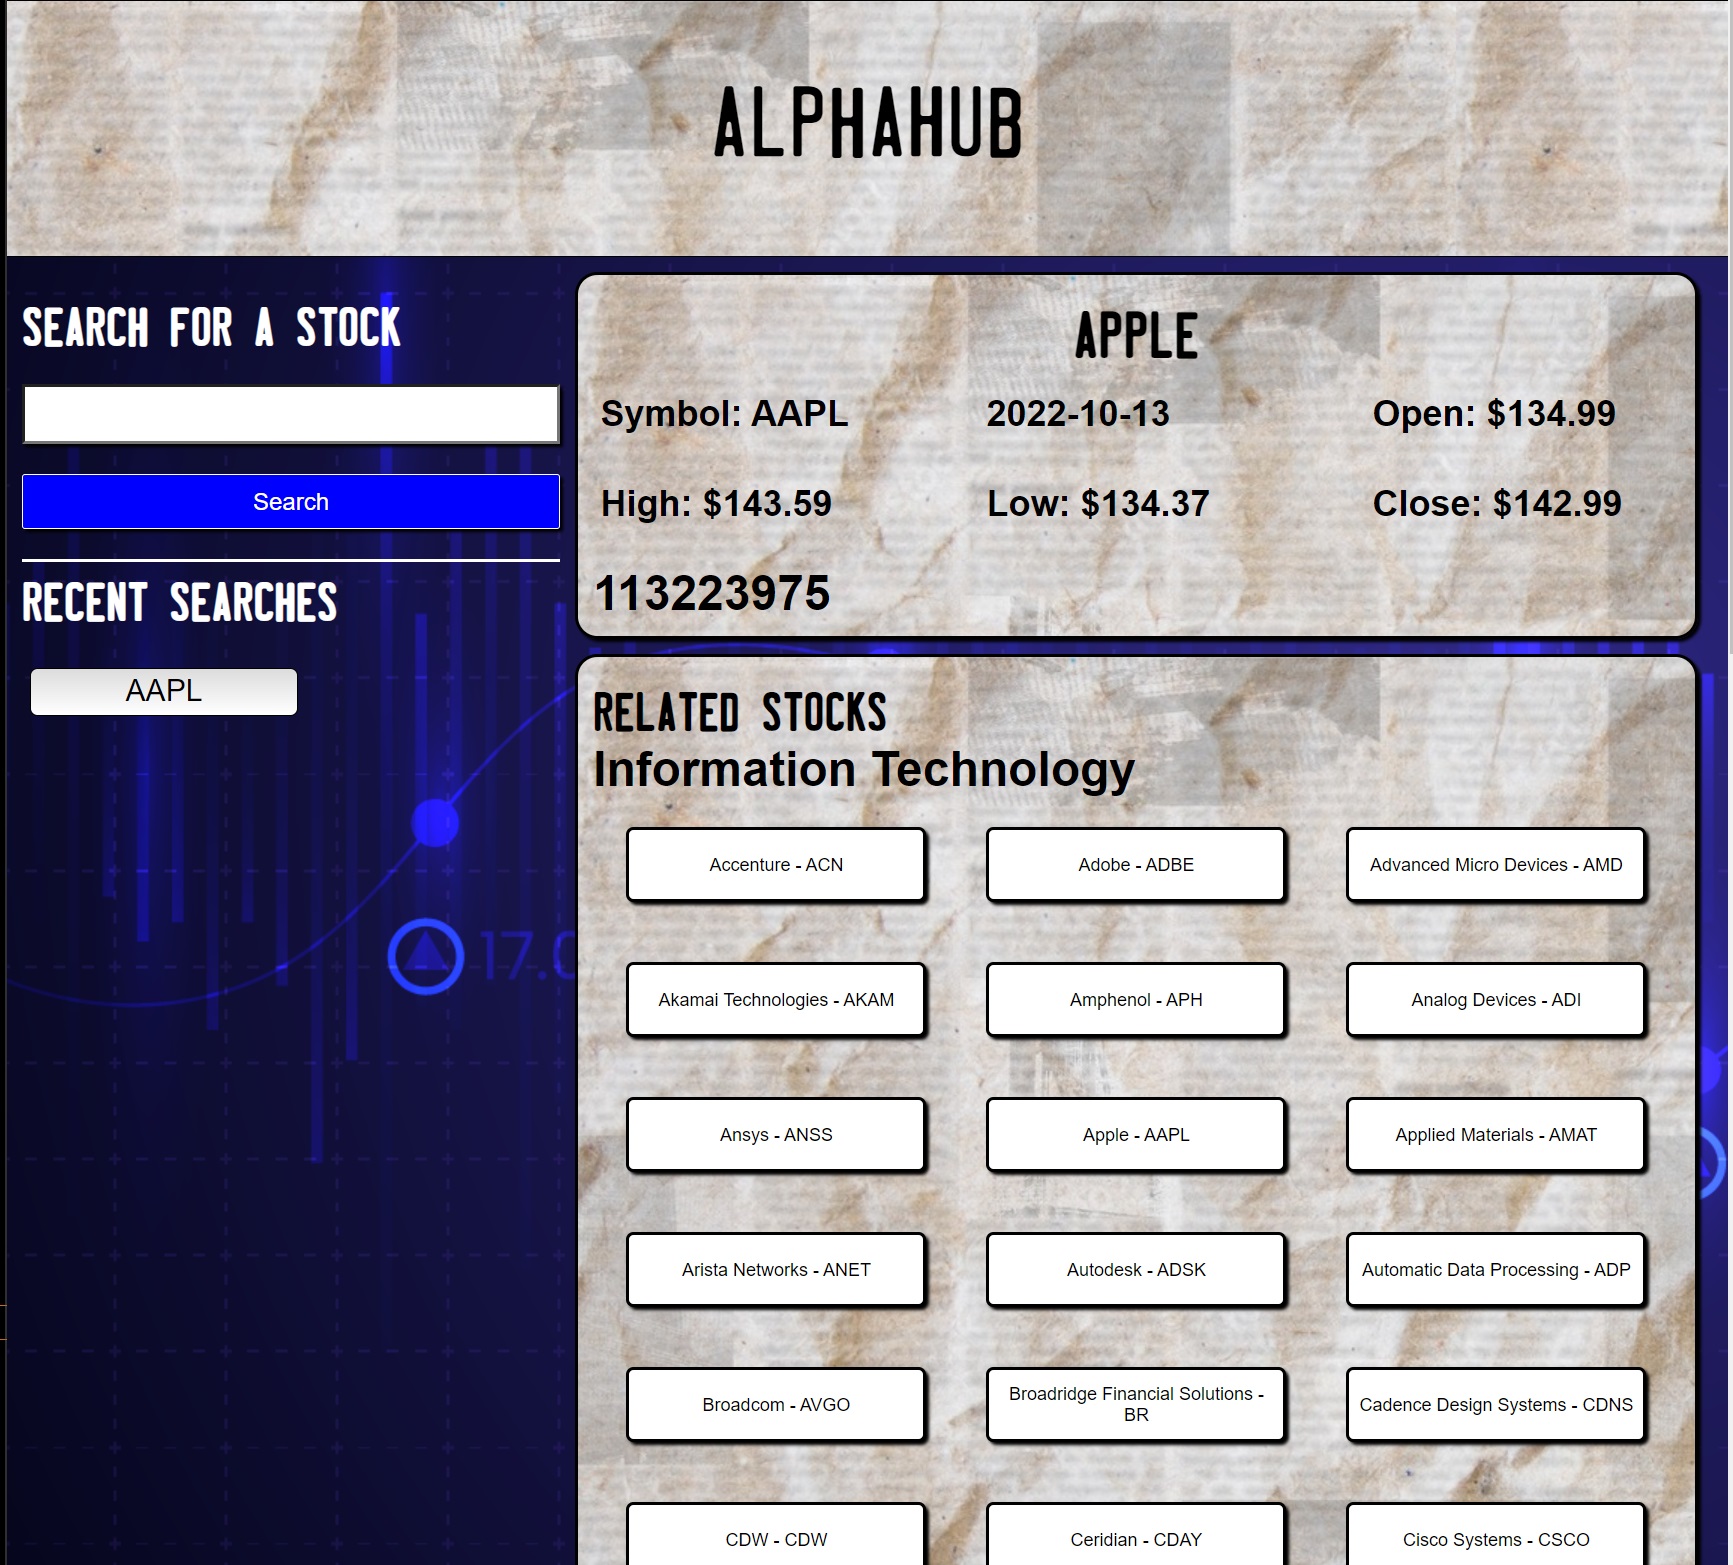 ALPHAHUB
SEARCH FOR A STOCK
Search
RECENT SEARCHES
AAPL
17.0
APPLE
Symbol: AAPL
2022-10-13
Open: $134.99
High: $143.59
Low: $134.37
Close: $142.99
113223975
RELATED STOCKS
Information Technology
Accenture - ACN
Adobe - ADBE
Advanced Micro Devices - AMD
Akamai Technologies - AKAM
Amphenol - APH
Analog Devices - ADI
Ansys - ANSS
Apple - AAPL
Applied Materials - AMAT
Arista Networks - ANET
Autodesk - ADSK
Automatic Data Processing - ADP
Broadcom - AVGO
Broadridge Financial Solutions -
BR
Cadence Design Systems - CDNS
CDW - CDW
Ceridian - CDAY
Cisco Systems - CSCO